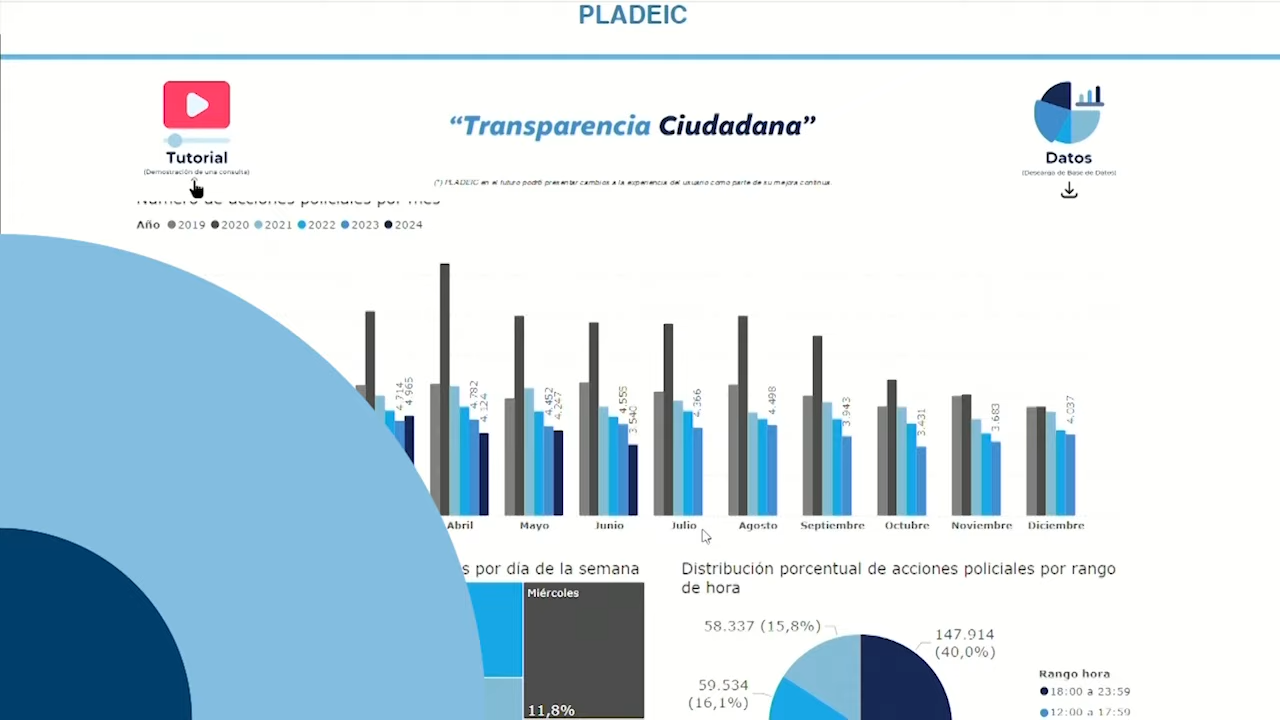 PLADEIC
"Transparencia Ciudadana"
Tutorial
(Demostración de una consulta)
Datos
(Descarga de Base de Datos)
(*) PLADEIC en el futuro podrá presentar cambios a la experiencia del usuario como parte de su mejora continua.
Número de acciones policiales por mes
Año 2019 2020 2021 2022 2023 2024
4.714
4.965
4.782
4.124
4.452
4.247
4.555
3.540
4.366
4.498
3.943
3.431
3.683
4.037
Abril Mayo Junio Julio Agosto Septiembre Octubre Noviembre Diciembre
s por día de la semana
Miércoles
11,8%
Distribución porcentual de acciones policiales por rango
de hora
58.337 (15,8%)
147.914
(40,0%)
59.534
(16,1%)
Rango hora
18:00 a 23:59
12:00 a 17:59